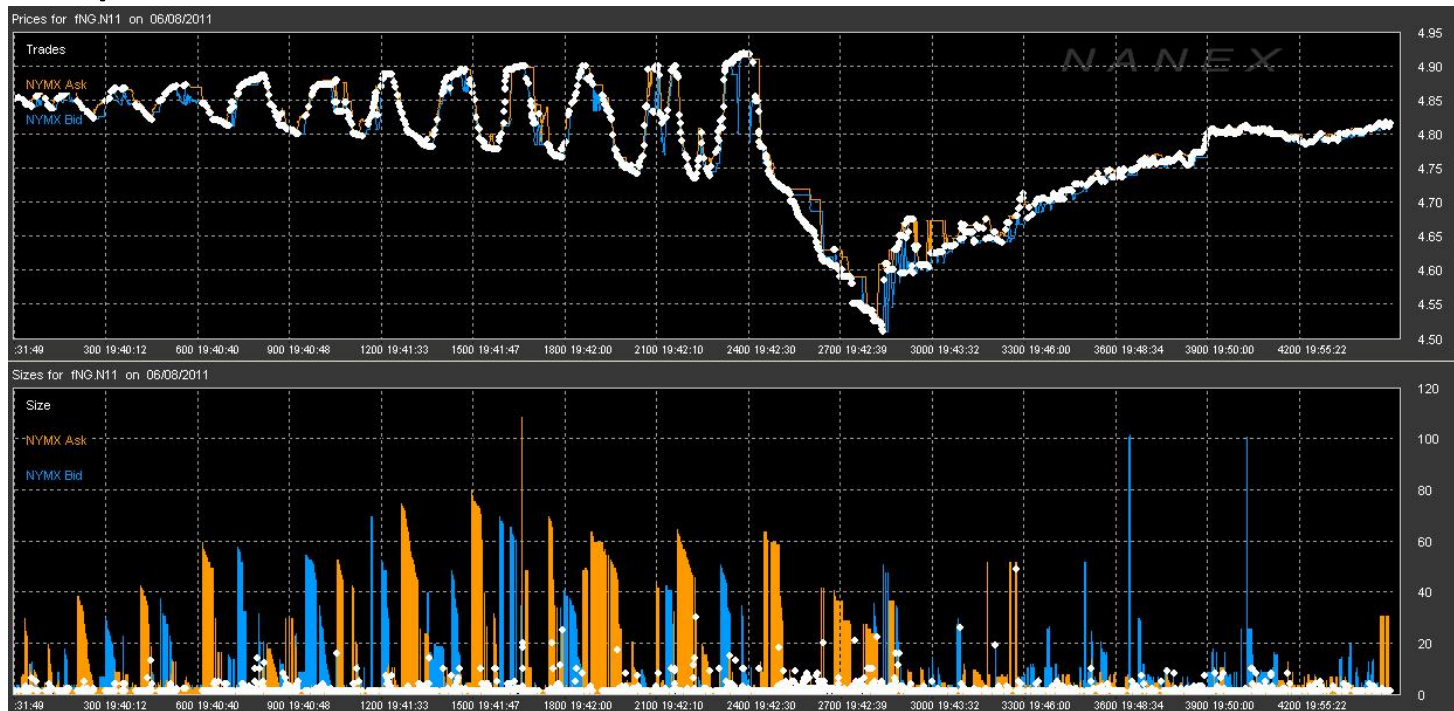 Prices for fNG.N11 on 06/08/2011
4.95
Trades
NANEX
4.90
NYMX Ask
4.85
NYMX Bid
4.80
4.75
4.70
4.65
4.60
4.55
4.50
:31:49 300 19:40:12 600 19:40:40 900 19:40:48 1200 19:41:33 1500 19:41:47 1800 19:42:00 2100 19:42:10 2400 19:42:30 2700 19:42:39 3000 19:43:32 3300 19:46:00 3600 19:48:34 3900 19:50:00 4200 19:55:22
Sizes for fNG.N11 on 06/08/2011
120
Size
NYMX Ask
100
NYMX Bid
80
60
40
20
0
:31:49 300 19:40:12 600 19:40:40 900 19:40:48 1200 19:41:33 1500 19:41:47 1800 19:42:00 2100 19:42:10 2400 19:42:30 2700 19:42:39 3000 19:43:32 3300 19:46:00 3600 19:48:34 3900 19:50:00 4200 19:55:22